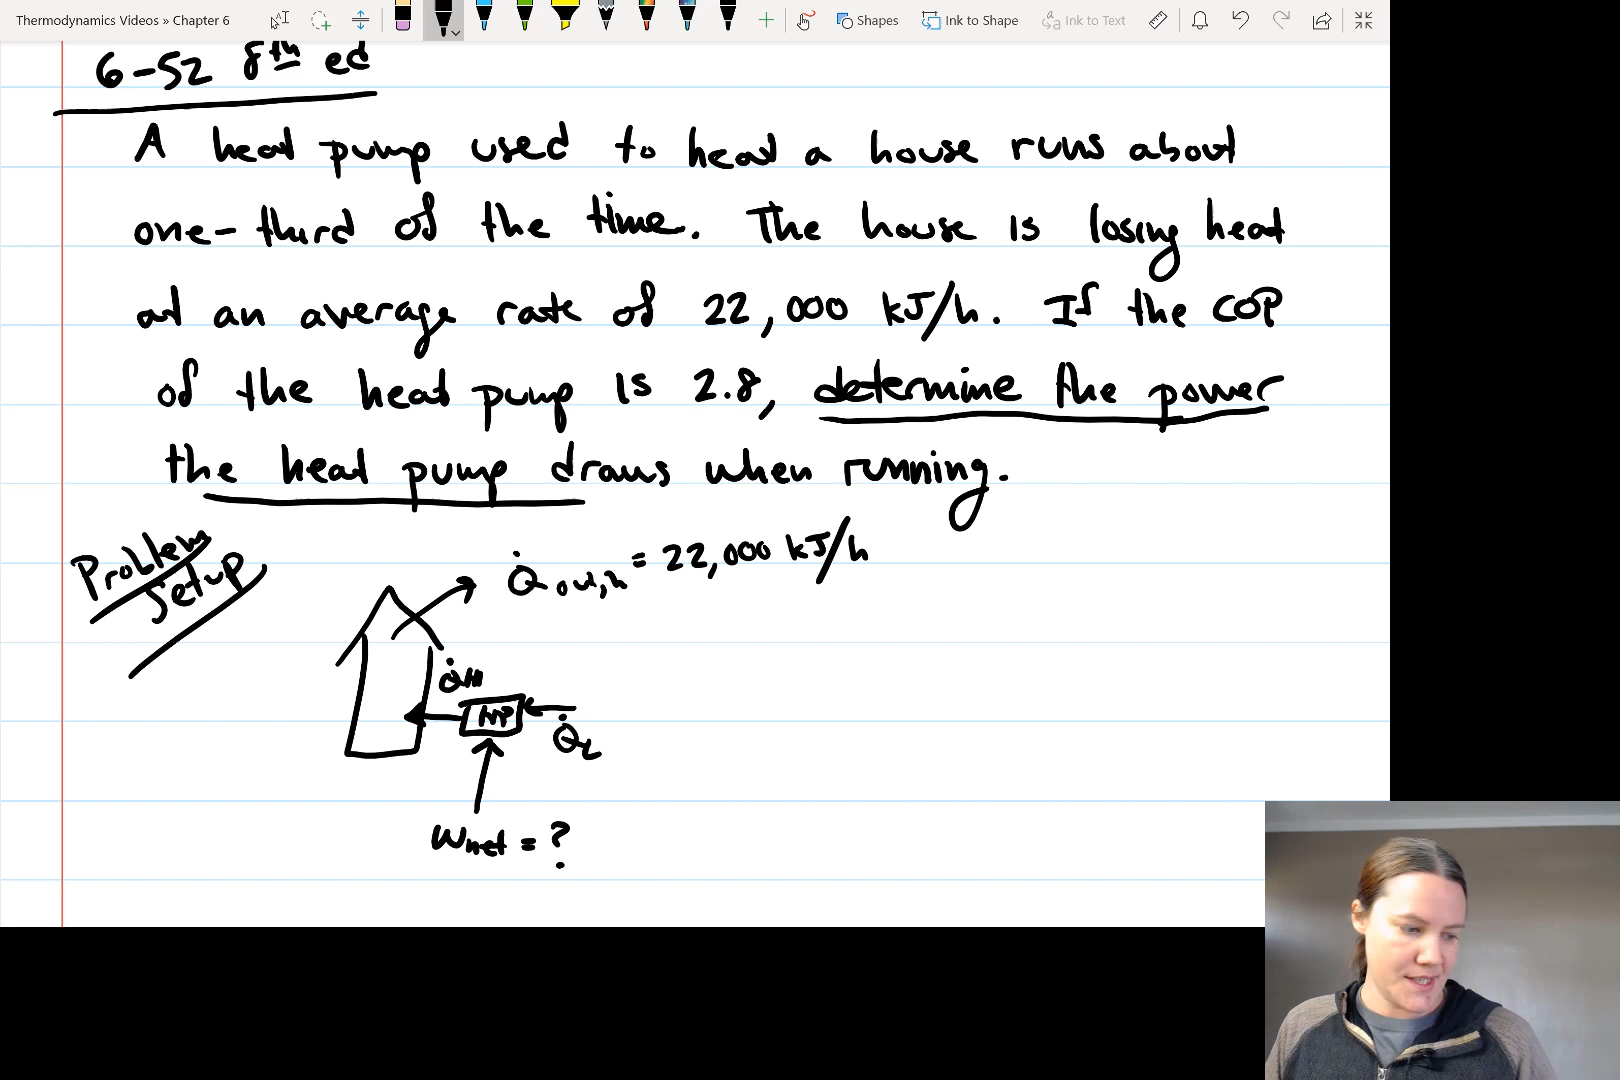 Thermodynamics Videos » Chapter 6
Shapes
Ink to Shape
Ink to Text
6-52 8th ed
A heat pump used to heat a house runs about
one-third of the time. The house is losing heat
at an average rate of 22,000 kJ/h. If the COP
of the heat pump is 2.8, determine the power
the heat pump draws when running.
Problem
Setup
Q̇out,h = 22,000 kJ/h
Q̇H
HP
Q̇L
Wnet = ?